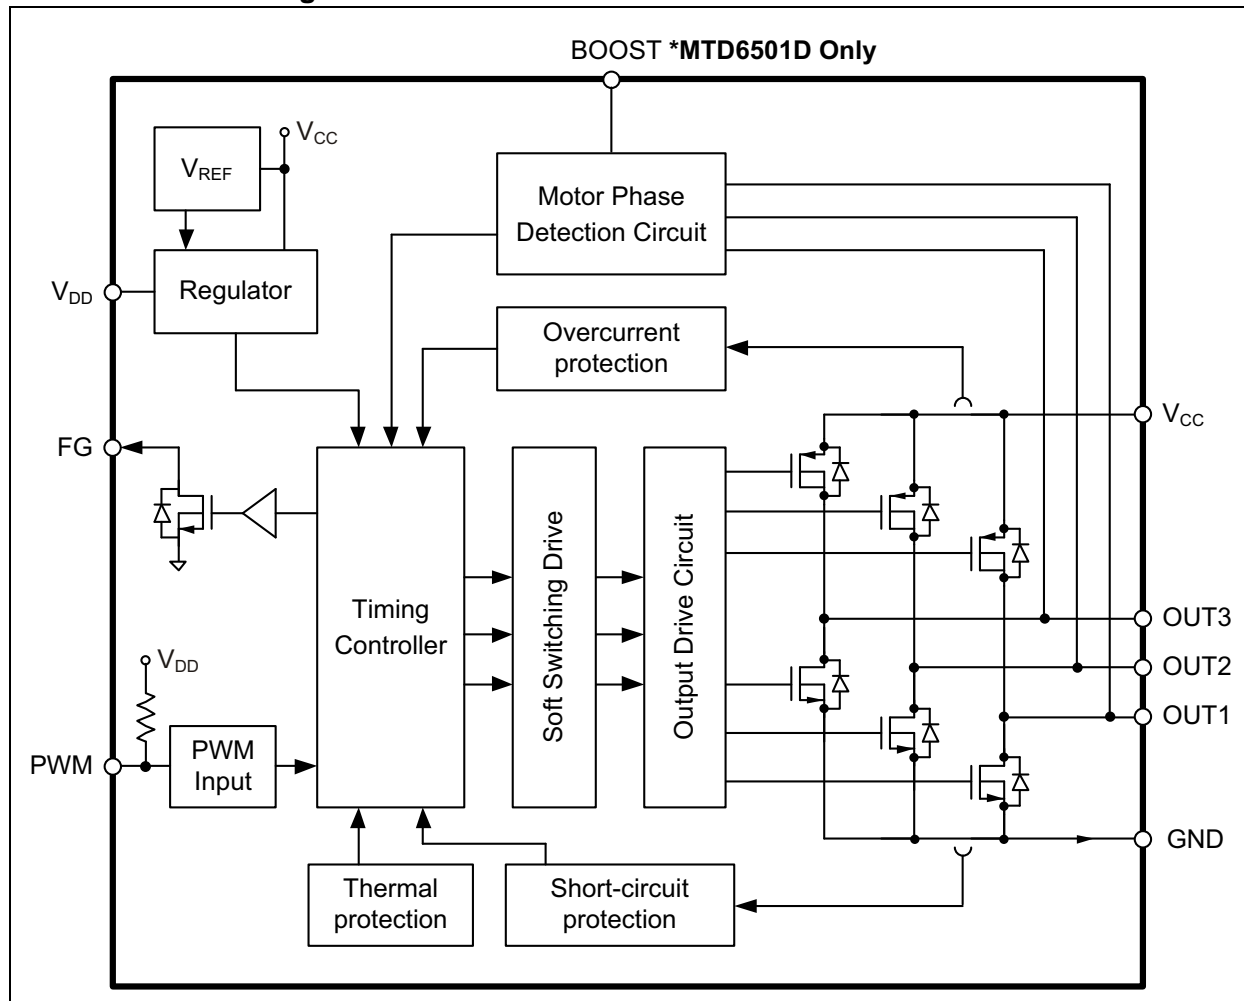 BOOST *MTD6501D Only
VCC
VREF
Motor Phase
Detection Circuit
VDD
Regulator
Overcurrent
protection
VCC
FG
Timing
Controller
Soft Switching Drive
Output Drive Circuit
OUT3
OUT2
OUT1
VDD
PWM
PWM
Input
GND
Thermal
protection
Short-circuit
protection